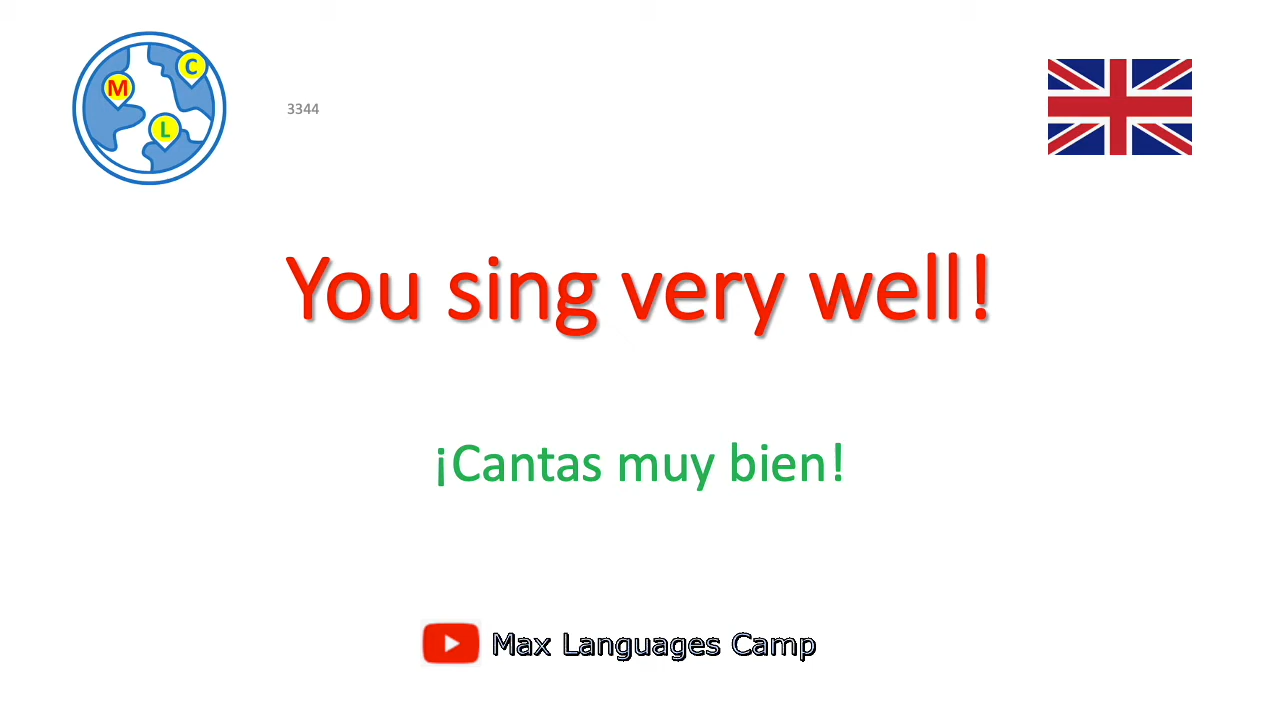 C
M
L
3344
You sing very well!
¡Cantas muy bien!
Max Languages Camp